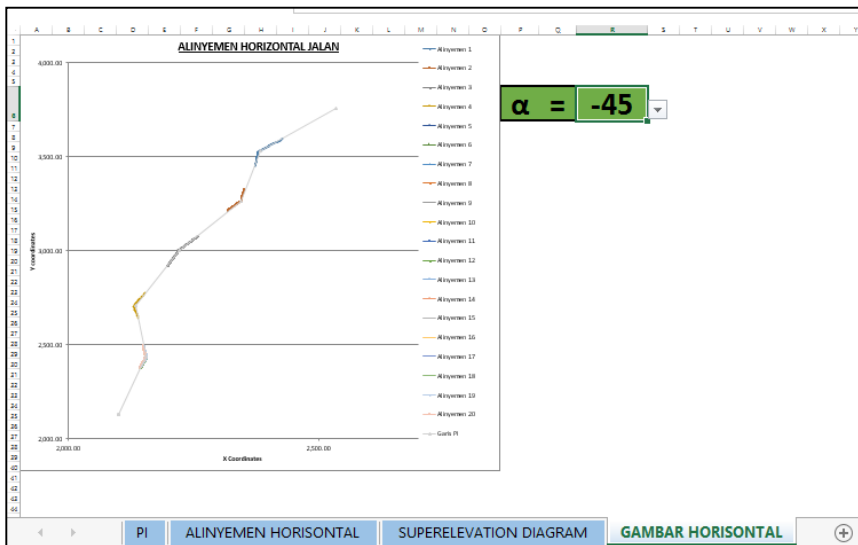 A B C D E F G H I J K L M N O P Q R S T U V W X Y
ALINYEMEN HORIZONTAL JALAN
α = -45
Alinyemen 1
Alinyemen 2
Alinyemen 3
Alinyemen 4
Alinyemen 5
Alinyemen 6
Alinyemen 7
Alinyemen 8
Alinyemen 9
Alinyemen 10
Alinyemen 11
Alinyemen 12
Alinyemen 13
Alinyemen 14
Alinyemen 15
Alinyemen 16
Alinyemen 17
Alinyemen 18
Alinyemen 19
Alinyemen 20
Garis PI
4,000.00
3,500.00
3,000.00
2,500.00
2,000.00
Y coordinates
2,000.00 2,500.00
X Coordinates
PI ALINYEMEN HORISONTAL SUPERELEVATION DIAGRAM GAMBAR HORISONTAL